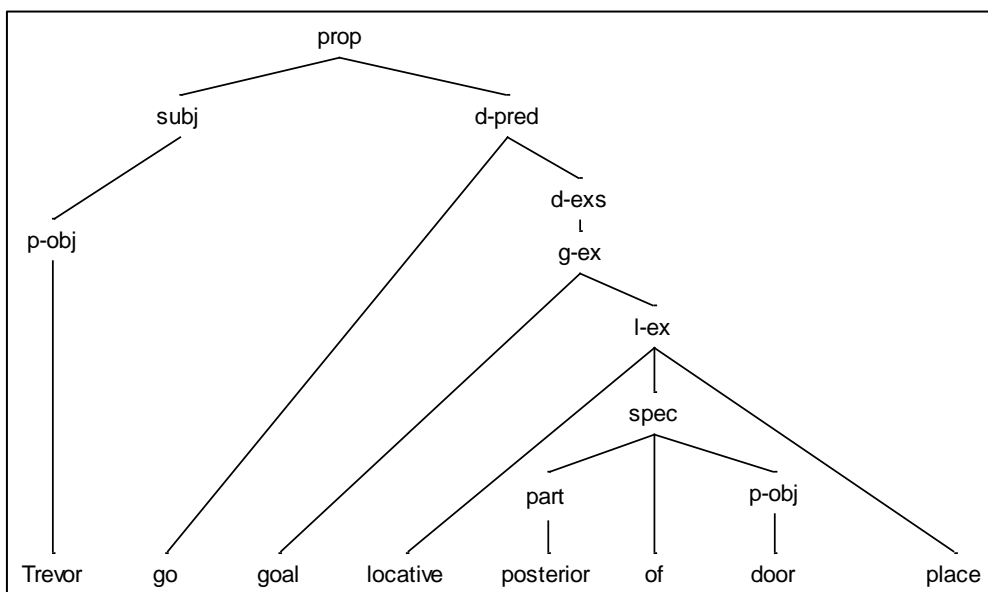 prop
subj d-pred
d-exs
p-obj
g-ex
l-ex
spec
part p-obj
Trevor go goal locative posterior of door place